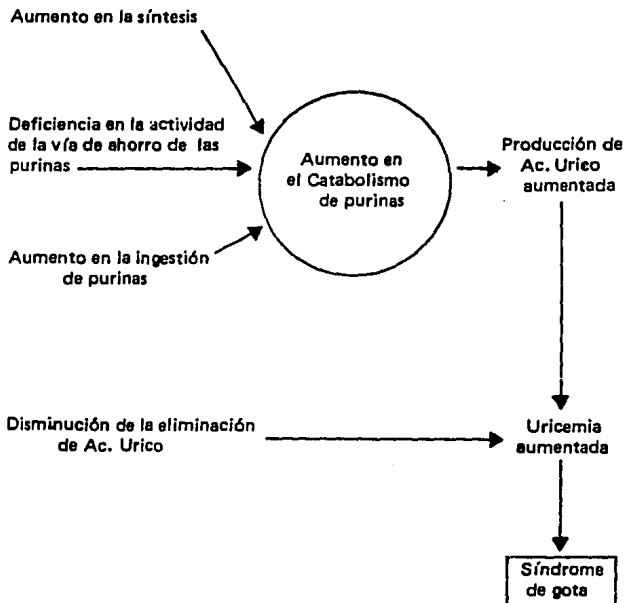 Aumento en la síntesis
Deficiencia en la actividad
de la vía de ahorro de las
purinas
Aumento en
el Catabolismo
de purinas
Producción de
Ac. Urico
aumentada
Aumento en la ingestión
de purinas
Disminución de la eliminación
de Ac. Urico
Uricemia
aumentada
Síndrome
de gota